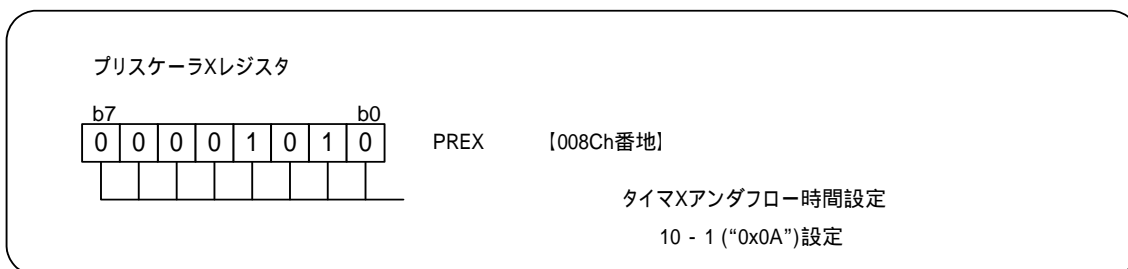 プリスケーラXレジスタ
b7 b0
0 0 0 0 1 0 1 0 PREX 【008Ch番地】
タイマXアンダフロー時間設定
10 - 1 (“0x0A”)設定